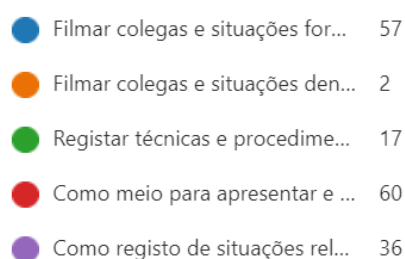 Filmar colegas e situações for... 57
Filmar colegas e situações den... 2
Registar técnicas e procedime... 17
Como meio para apresentar e ... 60
Como registo de situações rel... 36